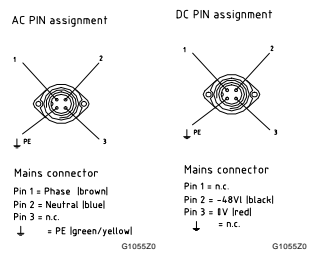 AC PIN assignment
1
2
PE
3
Mains connector
Pin 1 = Phase (brown)
Pin 2 = Neutral (blue)
Pin 3 = n.c.
= PE (green/yellow)
G1055Z0
DC PIN assignment
1
2
PE
3
Mains connector
Pin 1 = n.c.
Pin 2 = -48V( (black)
Pin 3 = 0V (red)
= n.c.
G1055Z0